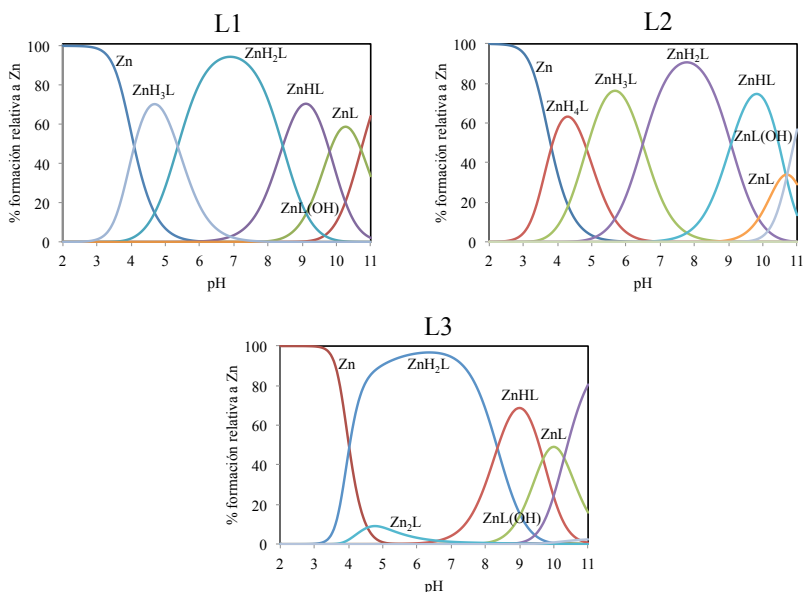 L1
% formación relativa a Zn
100
80
60
40
20
0
Zn
ZnH₃L
ZnH₂L
ZnHL
ZnL
ZnL(OH)
2 3 4 5 6 7 8 9 10 11
pH
L2
% formación relativa a Zn
100
80
60
40
20
0
Zn
ZnH₄L
ZnH₃L
ZnH₂L
ZnHL
ZnL(OH)
ZnL
2 3 4 5 6 7 8 9 10 11
pH
L3
% formación relativa a Zn
100
80
60
40
20
0
Zn
ZnH₂L
ZnHL
ZnL
Zn₂L
ZnL(OH)
2 3 4 5 6 7 8 9 10 11
pH